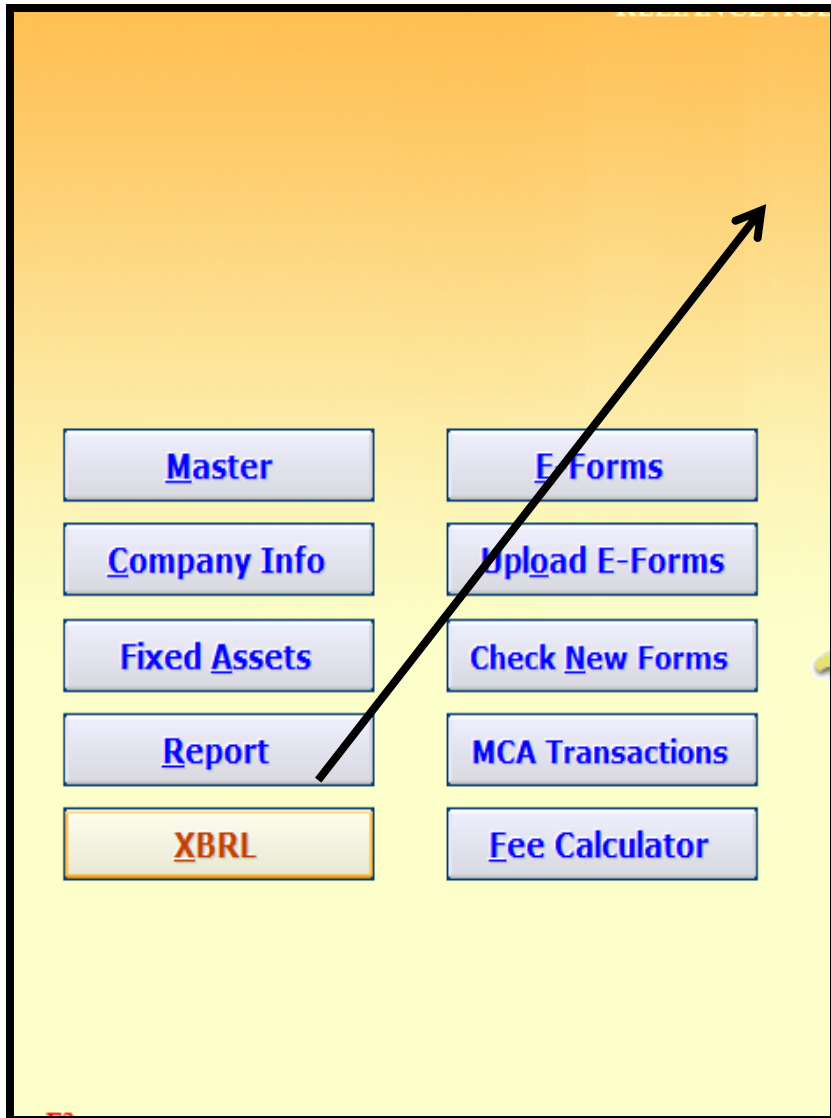 Master
E-Forms
Company Info
Upload E-Forms
Fixed Assets
Check New Forms
Report
MCA Transactions
XBRL
Fee Calculator